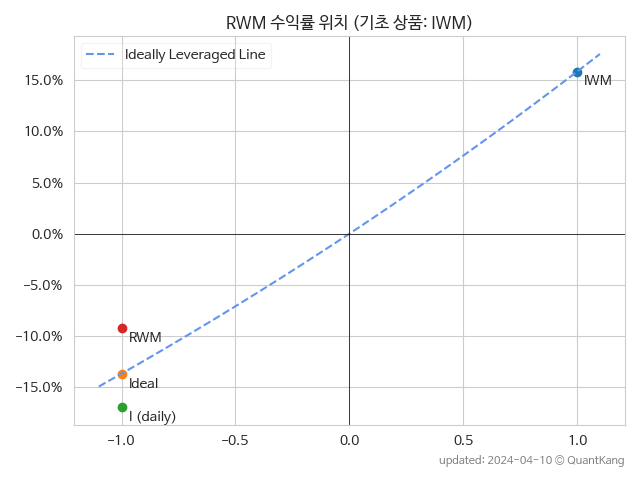 RWM 수익률 위치 (기초 상품: IWM)
Ideally Leveraged Line
15.0%
10.0%
5.0%
0.0%
−5.0%
−10.0%
−15.0%
IWM
RWM
Ideal
I (daily)
−1.0
−0.5
0.0
0.5
1.0
updated: 2024-04-10 © QuantKang